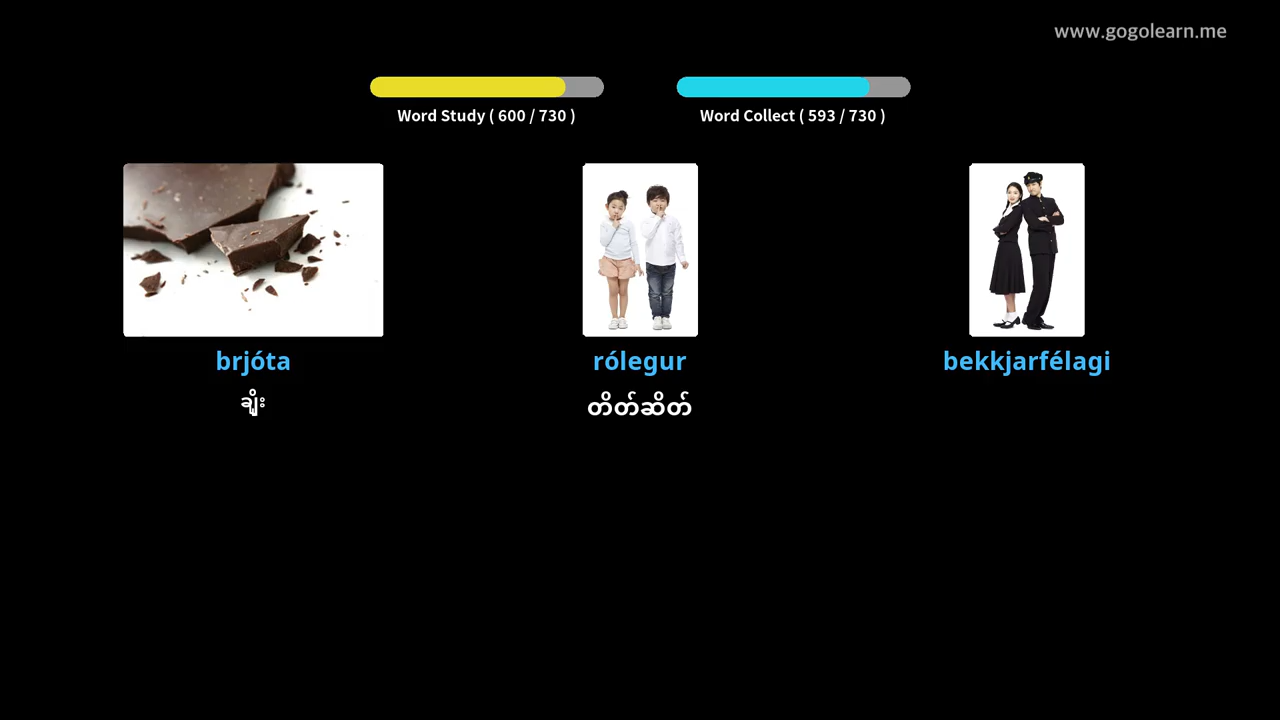 www.gogolearn.me
Word Study ( 600 / 730 )
Word Collect ( 593 / 730 )
brjóta
rólegur
bekkjarfélagi
ချိုး
တိတ်ဆိတ်